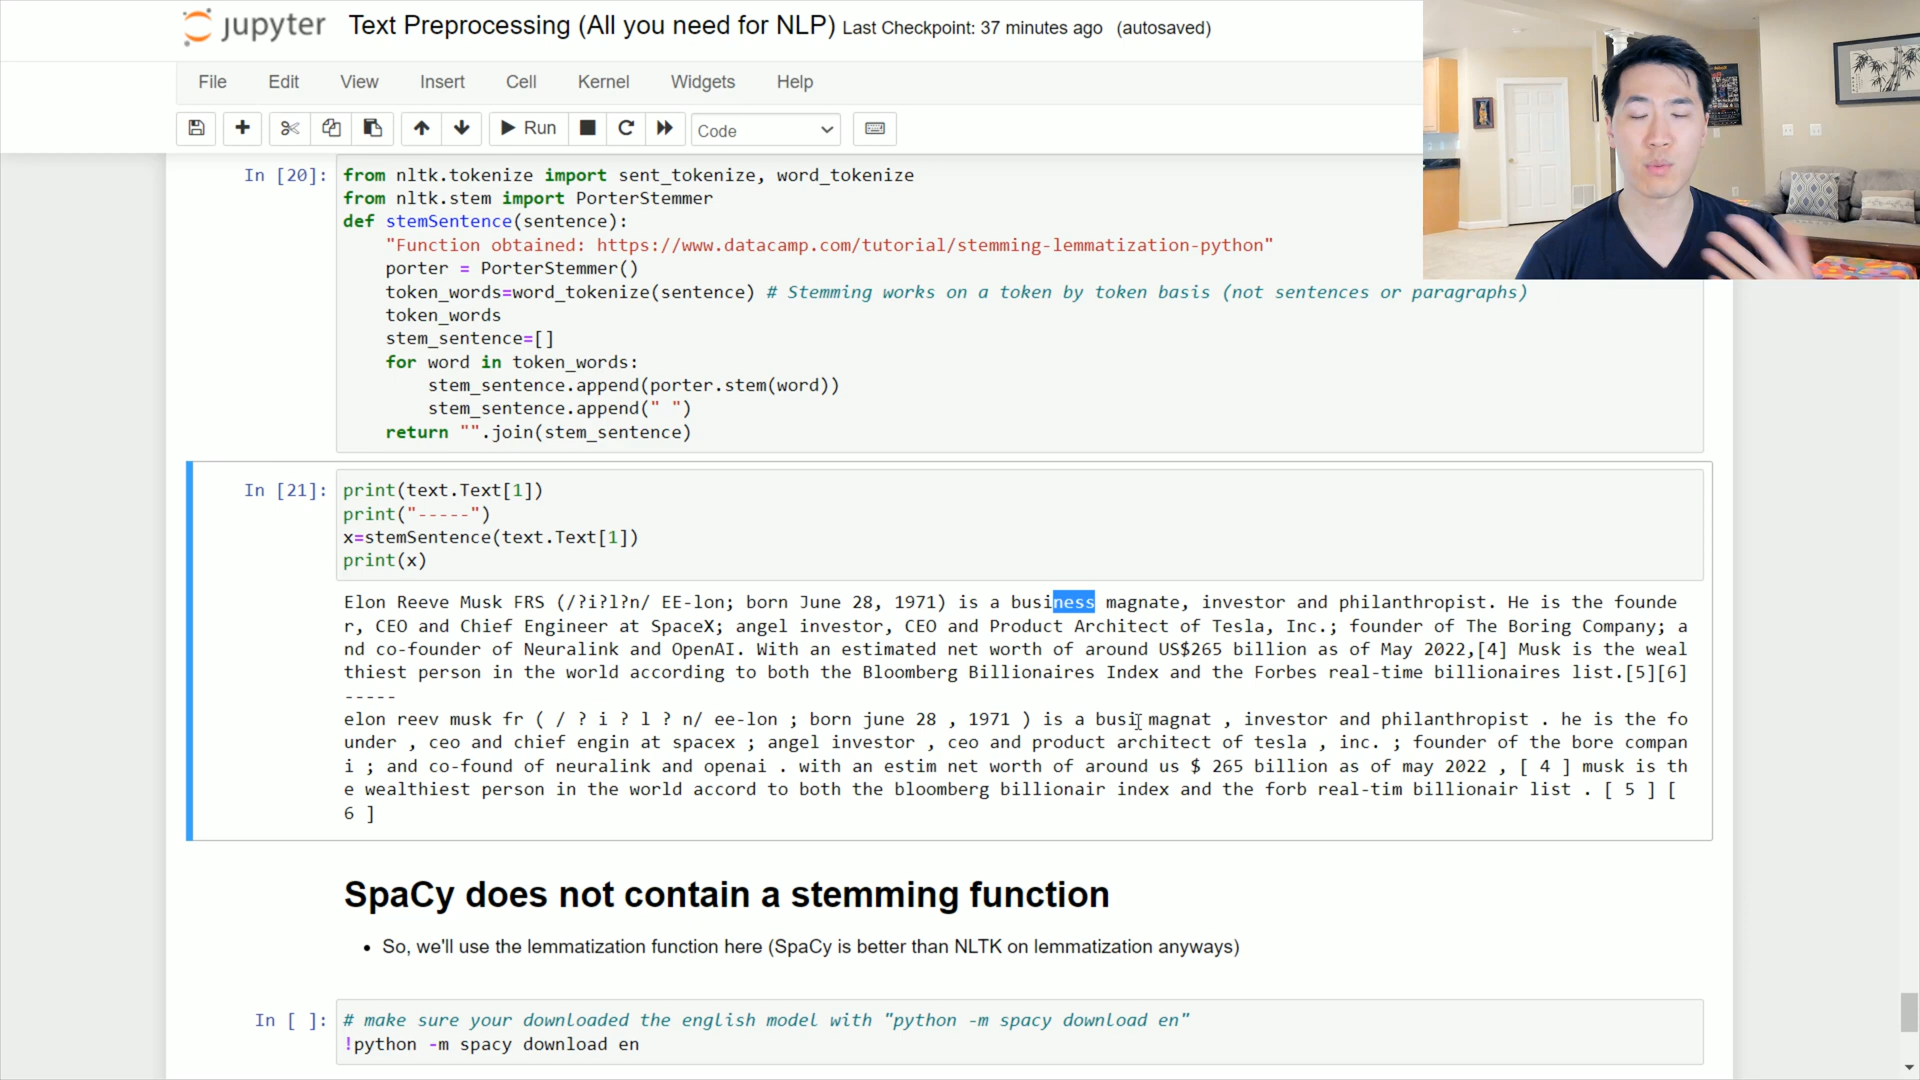 jupyter Text Preprocessing (All you need for NLP) Last Checkpoint: 37 minutes ago (autosaved)
File Edit View Insert Cell Kernel Widgets Help
Run Code
In [20]: from nltk.tokenize import sent_tokenize, word_tokenize
from nltk.stem import PorterStemmer
def stemSentence(sentence):
"Function obtained: https://www.datacamp.com/tutorial/stemming-lemmatization-python"
porter = PorterStemmer()
token_words=word_tokenize(sentence) # Stemming works on a token by token basis (not sentences or paragraphs)
token_words
stem_sentence=[]
for word in token_words:
stem_sentence.append(porter.stem(word))
stem_sentence.append(" ")
return "".join(stem_sentence)
In [21]: print(text.Text[1])
print("-----")
x=stemSentence(text.Text[1])
print(x)
Elon Reeve Musk FRS (/?i?l?n/ EE-lon; born June 28, 1971) is a business magnate, investor and philanthropist. He is the founde
r, CEO and Chief Engineer at SpaceX; angel investor, CEO and Product Architect of Tesla, Inc.; founder of The Boring Company; a
nd co-founder of Neuralink and OpenAI. With an estimated net worth of around US$265 billion as of May 2022,[4] Musk is the weal
thiest person in the world according to both the Bloomberg Billionaires Index and the Forbes real-time billionaires list.[5][6]
-----
elon reev musk fr ( / ? i ? l ? n/ ee-lon ; born june 28 , 1971 ) is a busi magnat , investor and philanthropist . he is the fo
under , ceo and chief engin at spacex ; angel investor , ceo and product architect of tesla , inc. ; founder of the bore compan
i ; and co-found of neuralink and openai . with an estim net worth of around us $ 265 billion as of may 2022 , [ 4 ] musk is th
e wealthiest person in the world accord to both the bloomberg billionair index and the forb real-tim billionair list . [ 5 ] [
6 ]
SpaCy does not contain a stemming function
• So, we'll use the lemmatization function here (SpaCy is better than NLTK on lemmatization anyways)
In [ ]: # make sure your downloaded the english model with "python -m spacy download en"
!python -m spacy download en